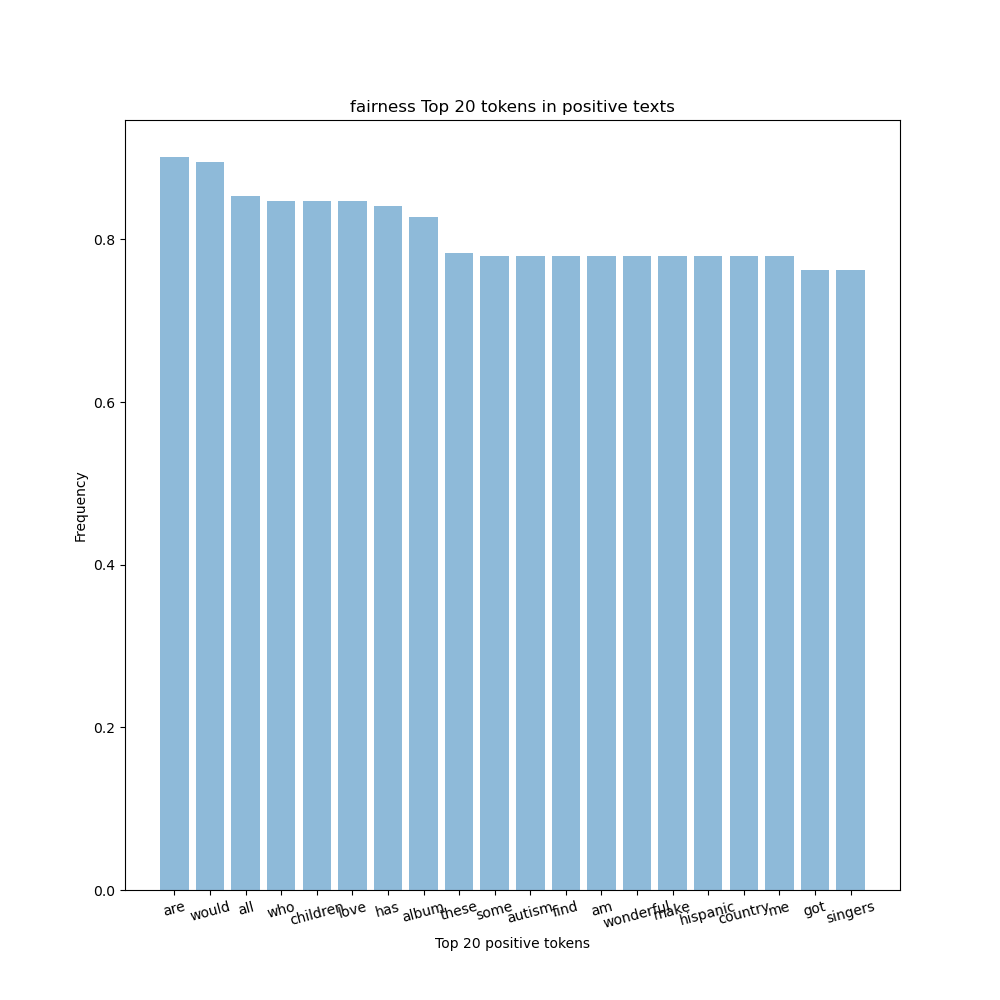 fairness Top 20 tokens in positive texts
Frequency
0.8
0.6
0.4
0.2
0.0
are would all who children love has album these some autism find am wonderful make hispanic country me got singers
Top 20 positive tokens